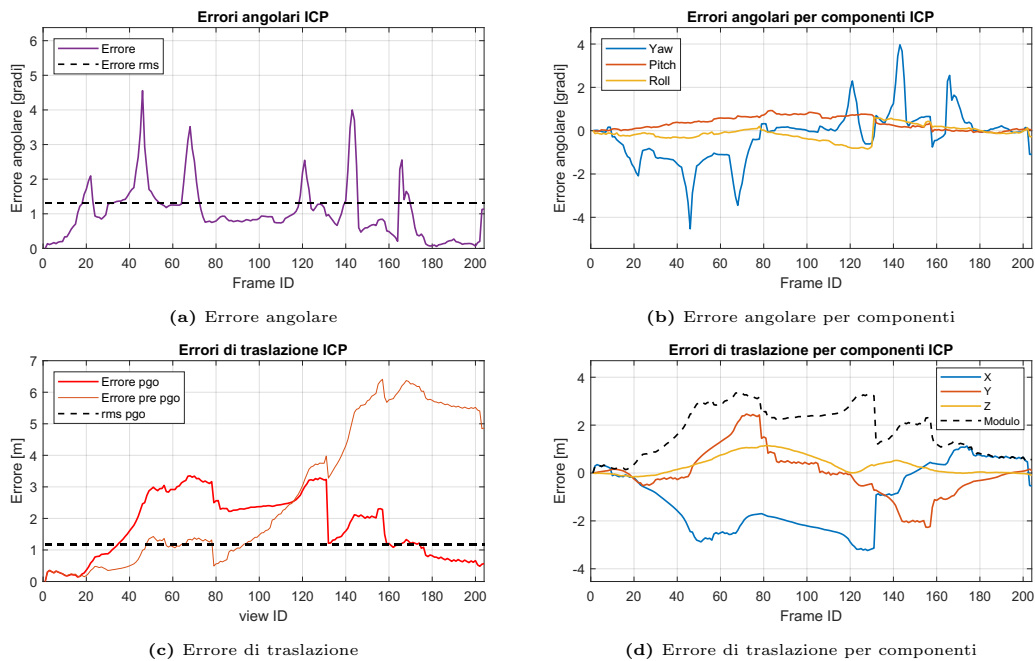 Errori angolari ICP
6
5
4
3
2
1
0
Errore angolare [gradi]
Errore
Errore rms
0 20 40 60 80 100 120 140 160 180 200
Frame ID
(a) Errore angolare
Errori angolari per componenti ICP
4
2
0
-2
-4
Errore angolare [gradi]
Yaw
Pitch
Roll
0 20 40 60 80 100 120 140 160 180 200
Frame ID
(b) Errore angolare per componenti
Errori di traslazione ICP
7
6
5
4
3
2
1
0
Errore [m]
Errore pgo
Errore pre pgo
rms pgo
0 20 40 60 80 100 120 140 160 180 200
view ID
(c) Errore di traslazione
Errori di traslazione per componenti ICP
4
2
0
-2
-4
Errore [m]
X
Y
Z
Modulo
0 20 40 60 80 100 120 140 160 180 200
Frame ID
(d) Errore di traslazione per componenti